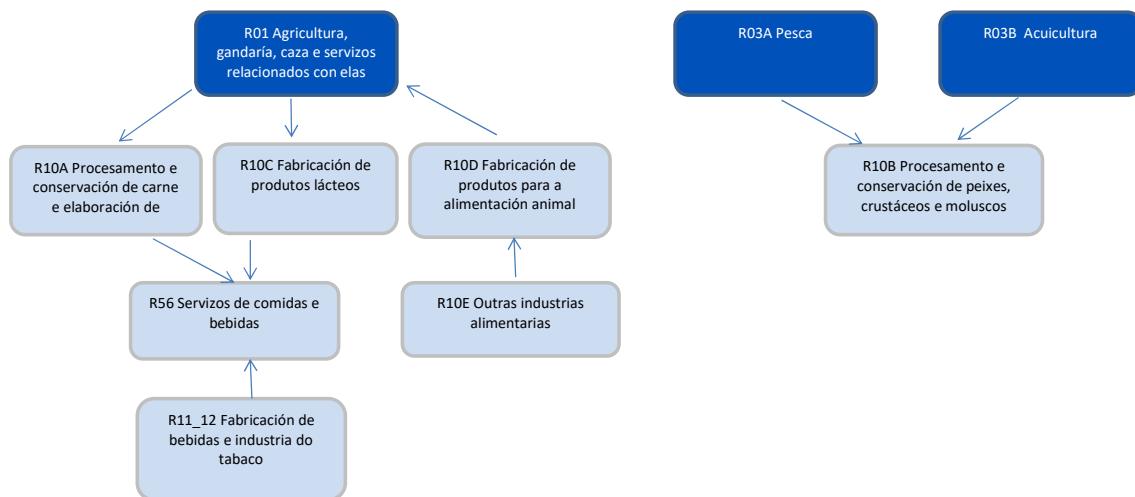 R01 Agricultura,
gandaría, caza e servizos
relacionados con elas
R03A Pesca
R03B Acuicultura
R10A Procesamento e
conservación de carne
e elaboración de
R10C Fabricación de
produtos lácteos
R10D Fabricación de
produtos para a
alimentación animal
R10B Procesamento e
conservación de peixes,
crustáceos e moluscos
R56 Servizos de comidas e
bebidas
R10E Outras industrias
alimentarias
R11_12 Fabricación de
bebidas e industria do
tabaco